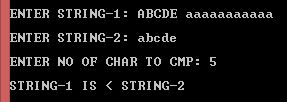 ENTER STRING-1: ABCDE aaaaaaaaaaa
ENTER STRING-2: abcde
ENTER NO OF CHAR TO CMP: 5
STRING-1 IS < STRING-2